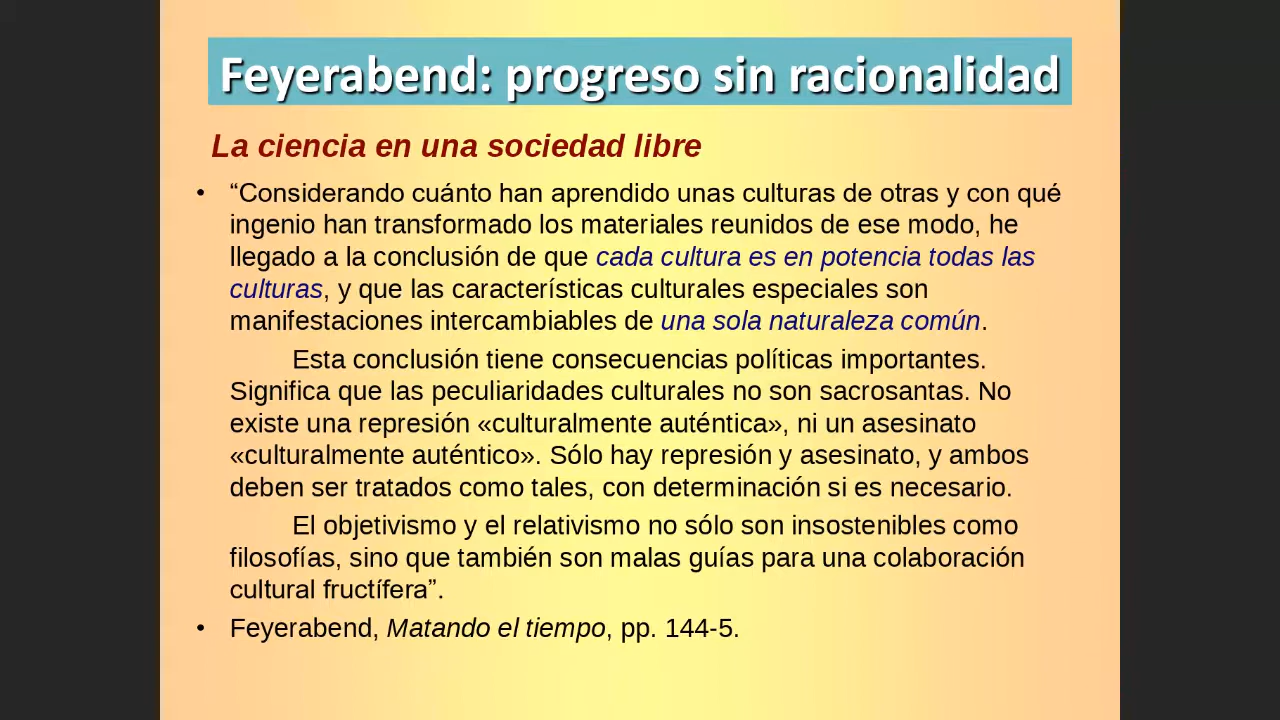 Feyerabend: progreso sin racionalidad
La ciencia en una sociedad libre
• “Considerando cuánto han aprendido unas culturas de otras y con qué
ingenio han transformado los materiales reunidos de ese modo, he
llegado a la conclusión de que cada cultura es en potencia todas las
culturas, y que las características culturales especiales son
manifestaciones intercambiables de una sola naturaleza común.
Esta conclusión tiene consecuencias políticas importantes.
Significa que las peculiaridades culturales no son sacrosantas. No
existe una represión «culturalmente auténtica», ni un asesinato
«culturalmente auténtico». Sólo hay represión y asesinato, y ambos
deben ser tratados como tales, con determinación si es necesario.
El objetivismo y el relativismo no sólo son insostenibles como
filosofías, sino que también son malas guías para una colaboración
cultural fructífera”.
• Feyerabend, Matando el tiempo, pp. 144-5.